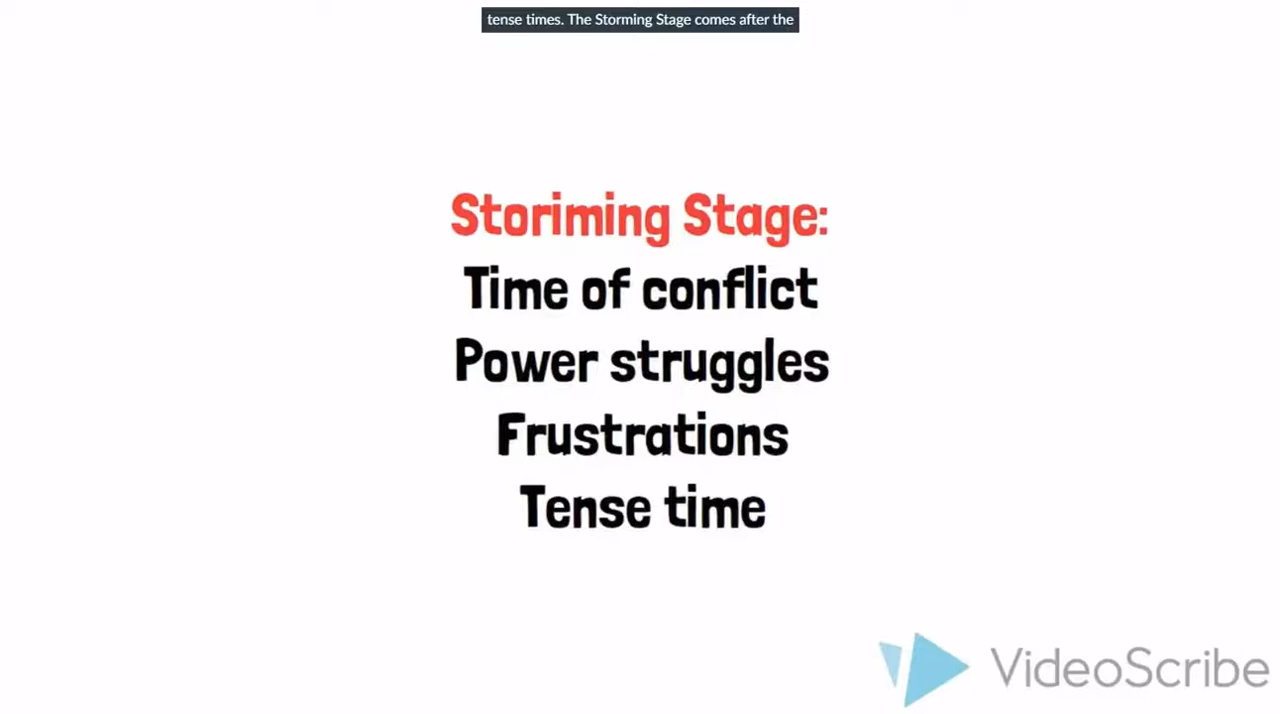 tense times. The Storming Stage comes after the
Storiming Stage:
Time of conflict
Power struggles
Frustrations
Tense time
VideoScribe